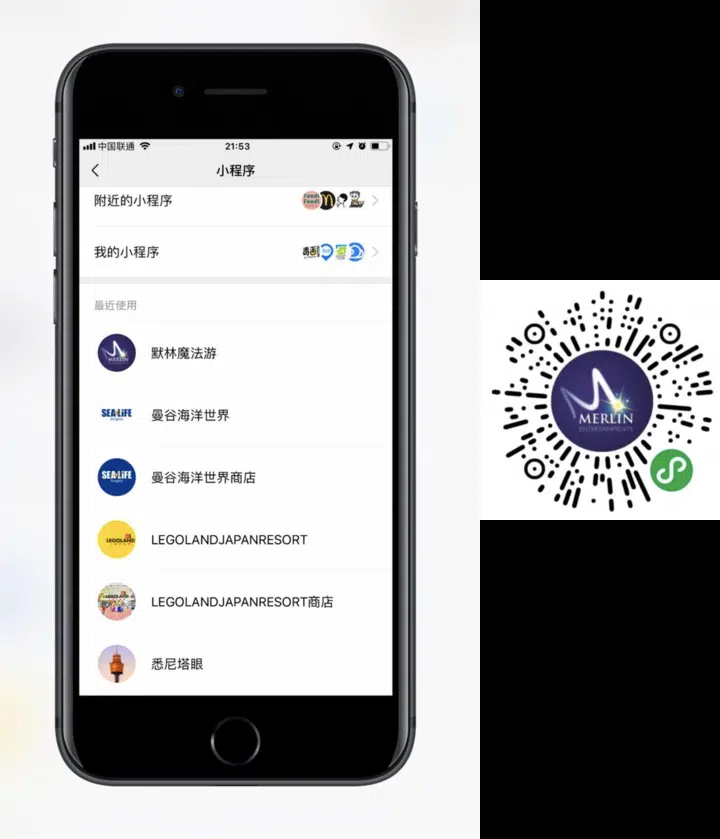 中国联通
21:53
小程序
附近的小程序
我的小程序
最近使用
MERLIN
默林魔法游
SEA LIFE
曼谷海洋世界
SEA LIFE
曼谷海洋世界商店
LEGOLAND
LEGOLANDJAPANRESORT
LEGOLANDJAPANRESORT商店
悉尼塔眼
MERLIN
ENTERTAINMENTS